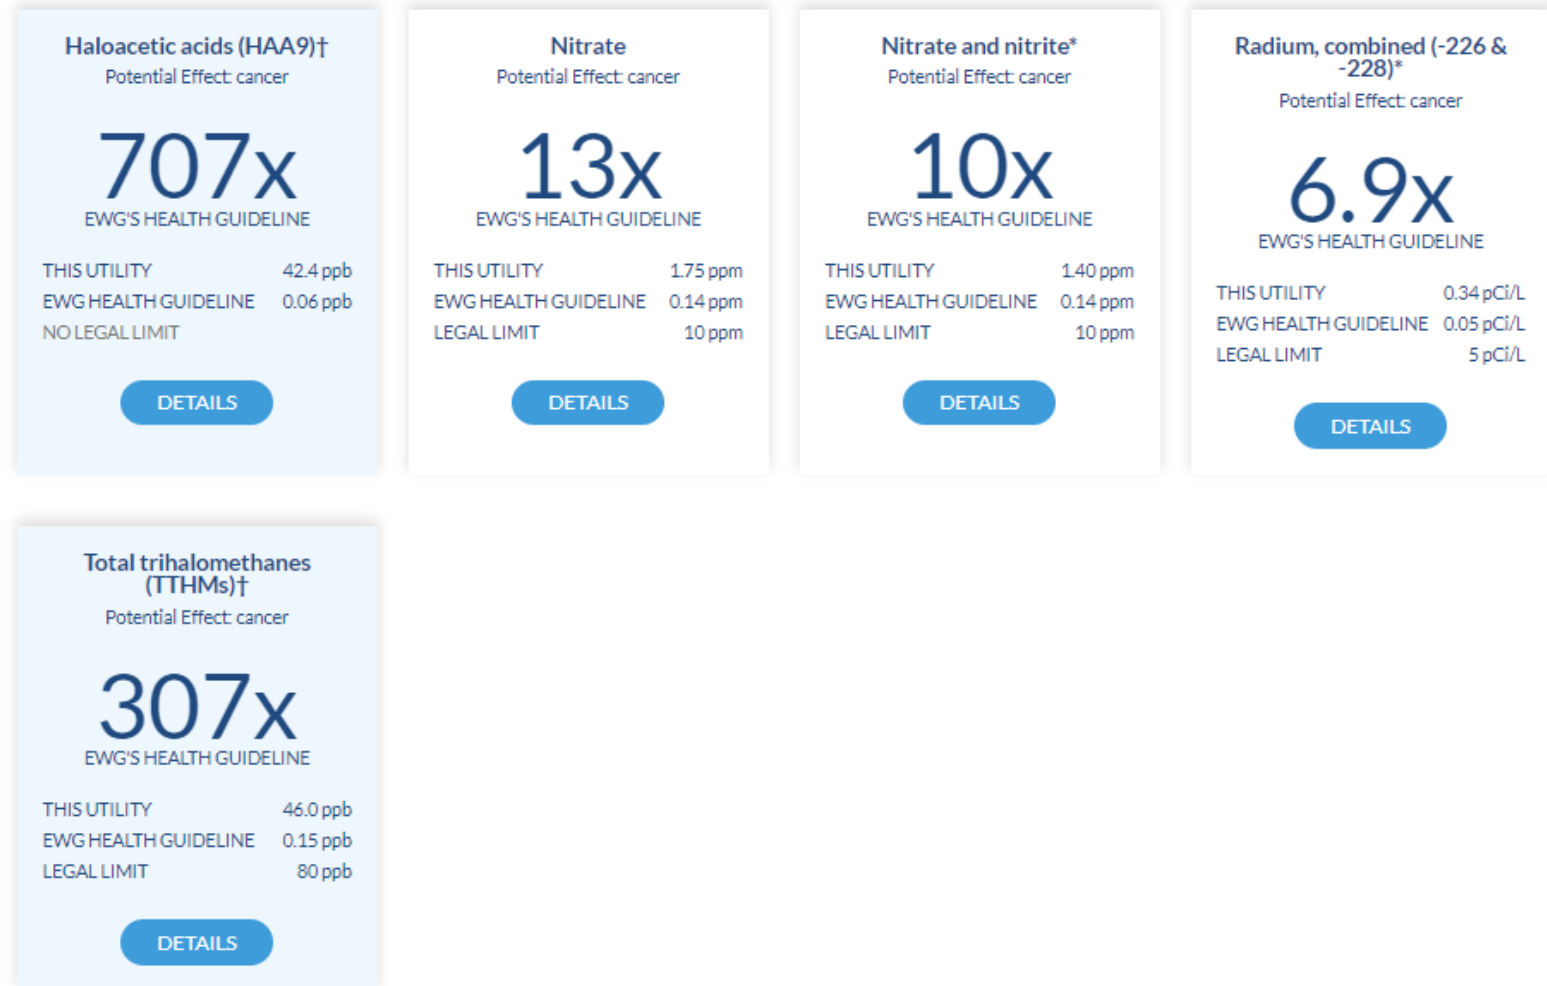 Haloacetic acids (HAA9)†
Potential Effect: cancer
707x
EWG'S HEALTH GUIDELINE
THIS UTILITY 42.4 ppb
EWG HEALTH GUIDELINE 0.06 ppb
NO LEGAL LIMIT
DETAILS
Nitrate
Potential Effect: cancer
13x
EWG'S HEALTH GUIDELINE
THIS UTILITY 1.75 ppm
EWG HEALTH GUIDELINE 0.14 ppm
LEGAL LIMIT 10 ppm
DETAILS
Nitrate and nitrite*
Potential Effect: cancer
10x
EWG'S HEALTH GUIDELINE
THIS UTILITY 1.40 ppm
EWG HEALTH GUIDELINE 0.14 ppm
LEGAL LIMIT 10 ppm
DETAILS
Radium, combined (-226 &
-228)*
Potential Effect: cancer
6.9x
EWG'S HEALTH GUIDELINE
THIS UTILITY 0.34 pCi/L
EWG HEALTH GUIDELINE 0.05 pCi/L
LEGAL LIMIT 5 pCi/L
DETAILS
Total trihalomethanes
(TTHMs)†
Potential Effect: cancer
307x
EWG'S HEALTH GUIDELINE
THIS UTILITY 46.0 ppb
EWG HEALTH GUIDELINE 0.15 ppb
LEGAL LIMIT 80 ppb
DETAILS